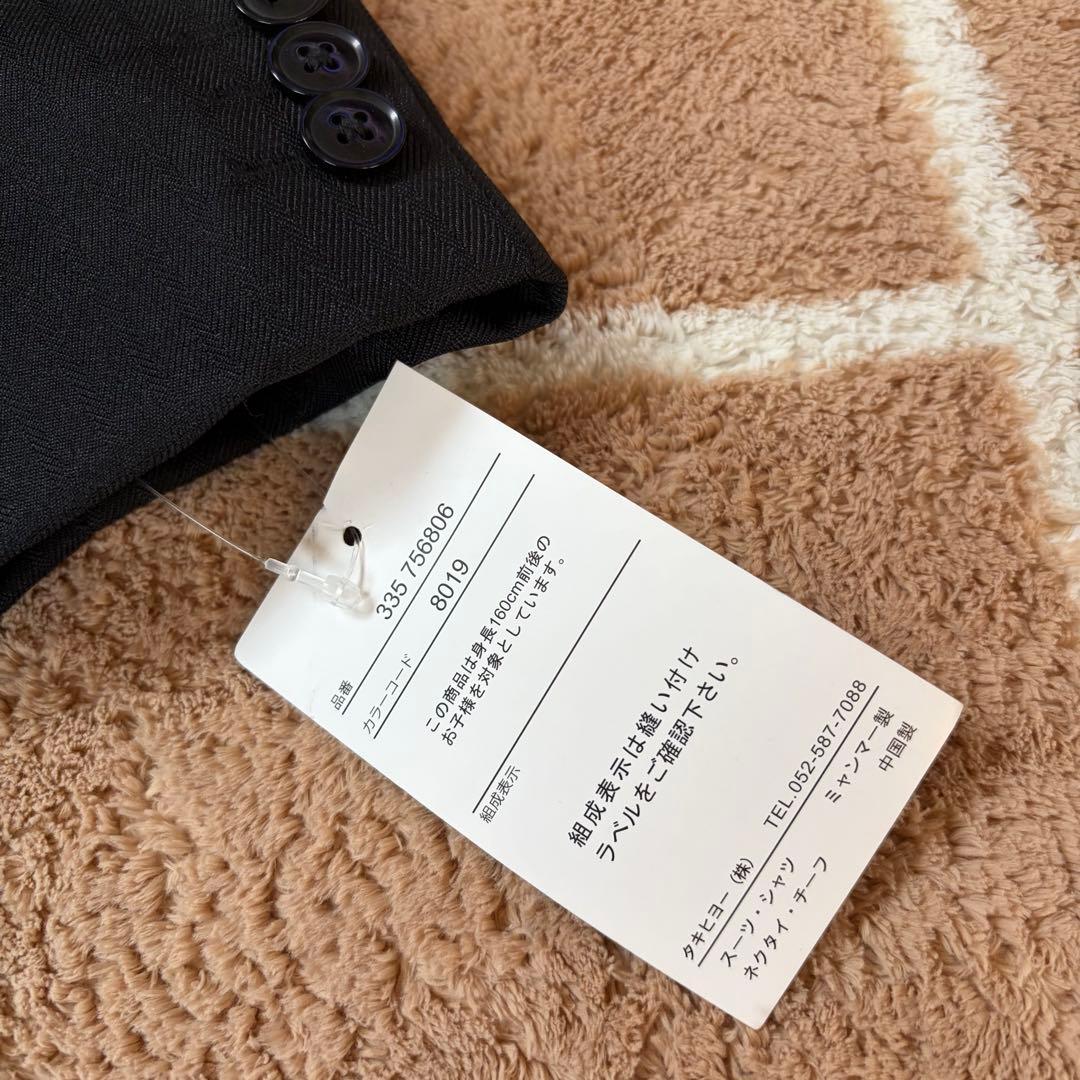 品番 335 756806
カラーコード 8019
この商品は身長160cm前後の
お子様を対象としています。
組成表示
組成表示は縫い付け
ラベルをご確認下さい。
タキヒヨー（株） TEL.052-587-7088
スーツ・シャツ ミャンマー製
ネクタイ・チーフ 中国製